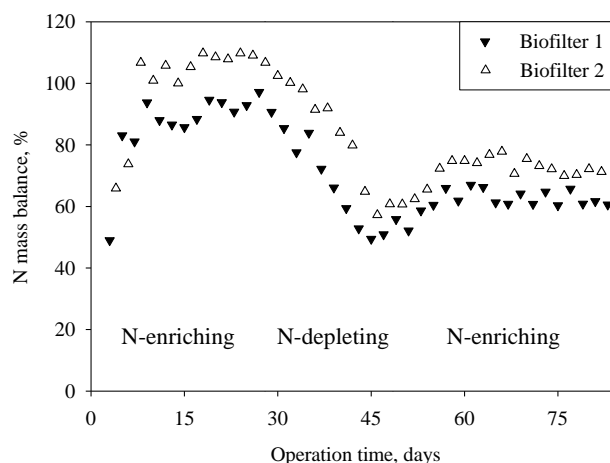 120
100
80
60
40
20
0
N mass balance, %
Biofilter 1
Biofilter 2
N-enriching N-depleting N-enriching
0 15 30 45 60 75
Operation time, days